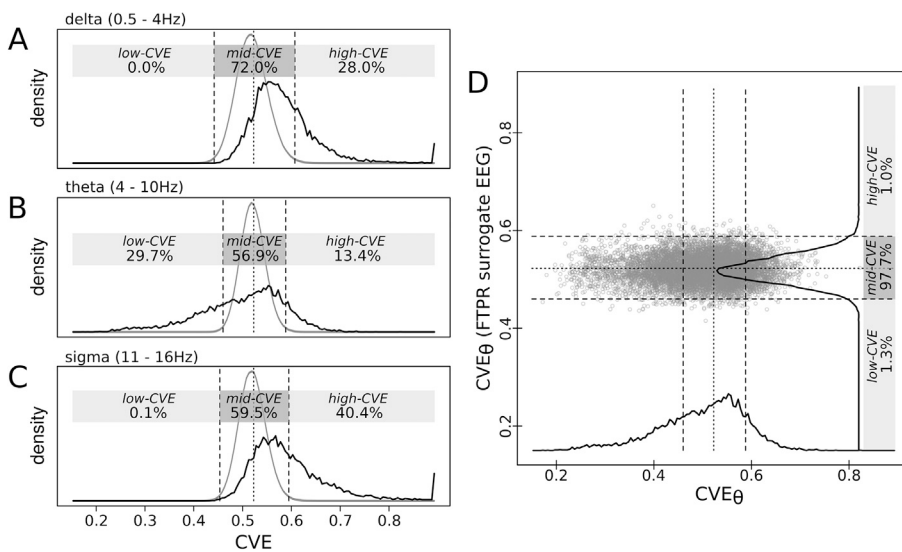 A
delta (0.5 - 4Hz)
low-CVE mid-CVE high-CVE
0.0% 72.0% 28.0%
density
B
theta (4 - 10Hz)
low-CVE mid-CVE high-CVE
29.7% 56.9% 13.4%
density
C
sigma (11 - 16Hz)
low-CVE mid-CVE high-CVE
0.1% 59.5% 40.4%
density
0.2 0.3 0.4 0.5 0.6 0.7 0.8
CVE
D
CVEθ (FTPR surrogate EEG)
0.8
0.6
0.4
0.2
high-CVE
1.0%
mid-CVE
97.7%
low-CVE
1.3%
0.2 0.4 0.6 0.8
CVEθ